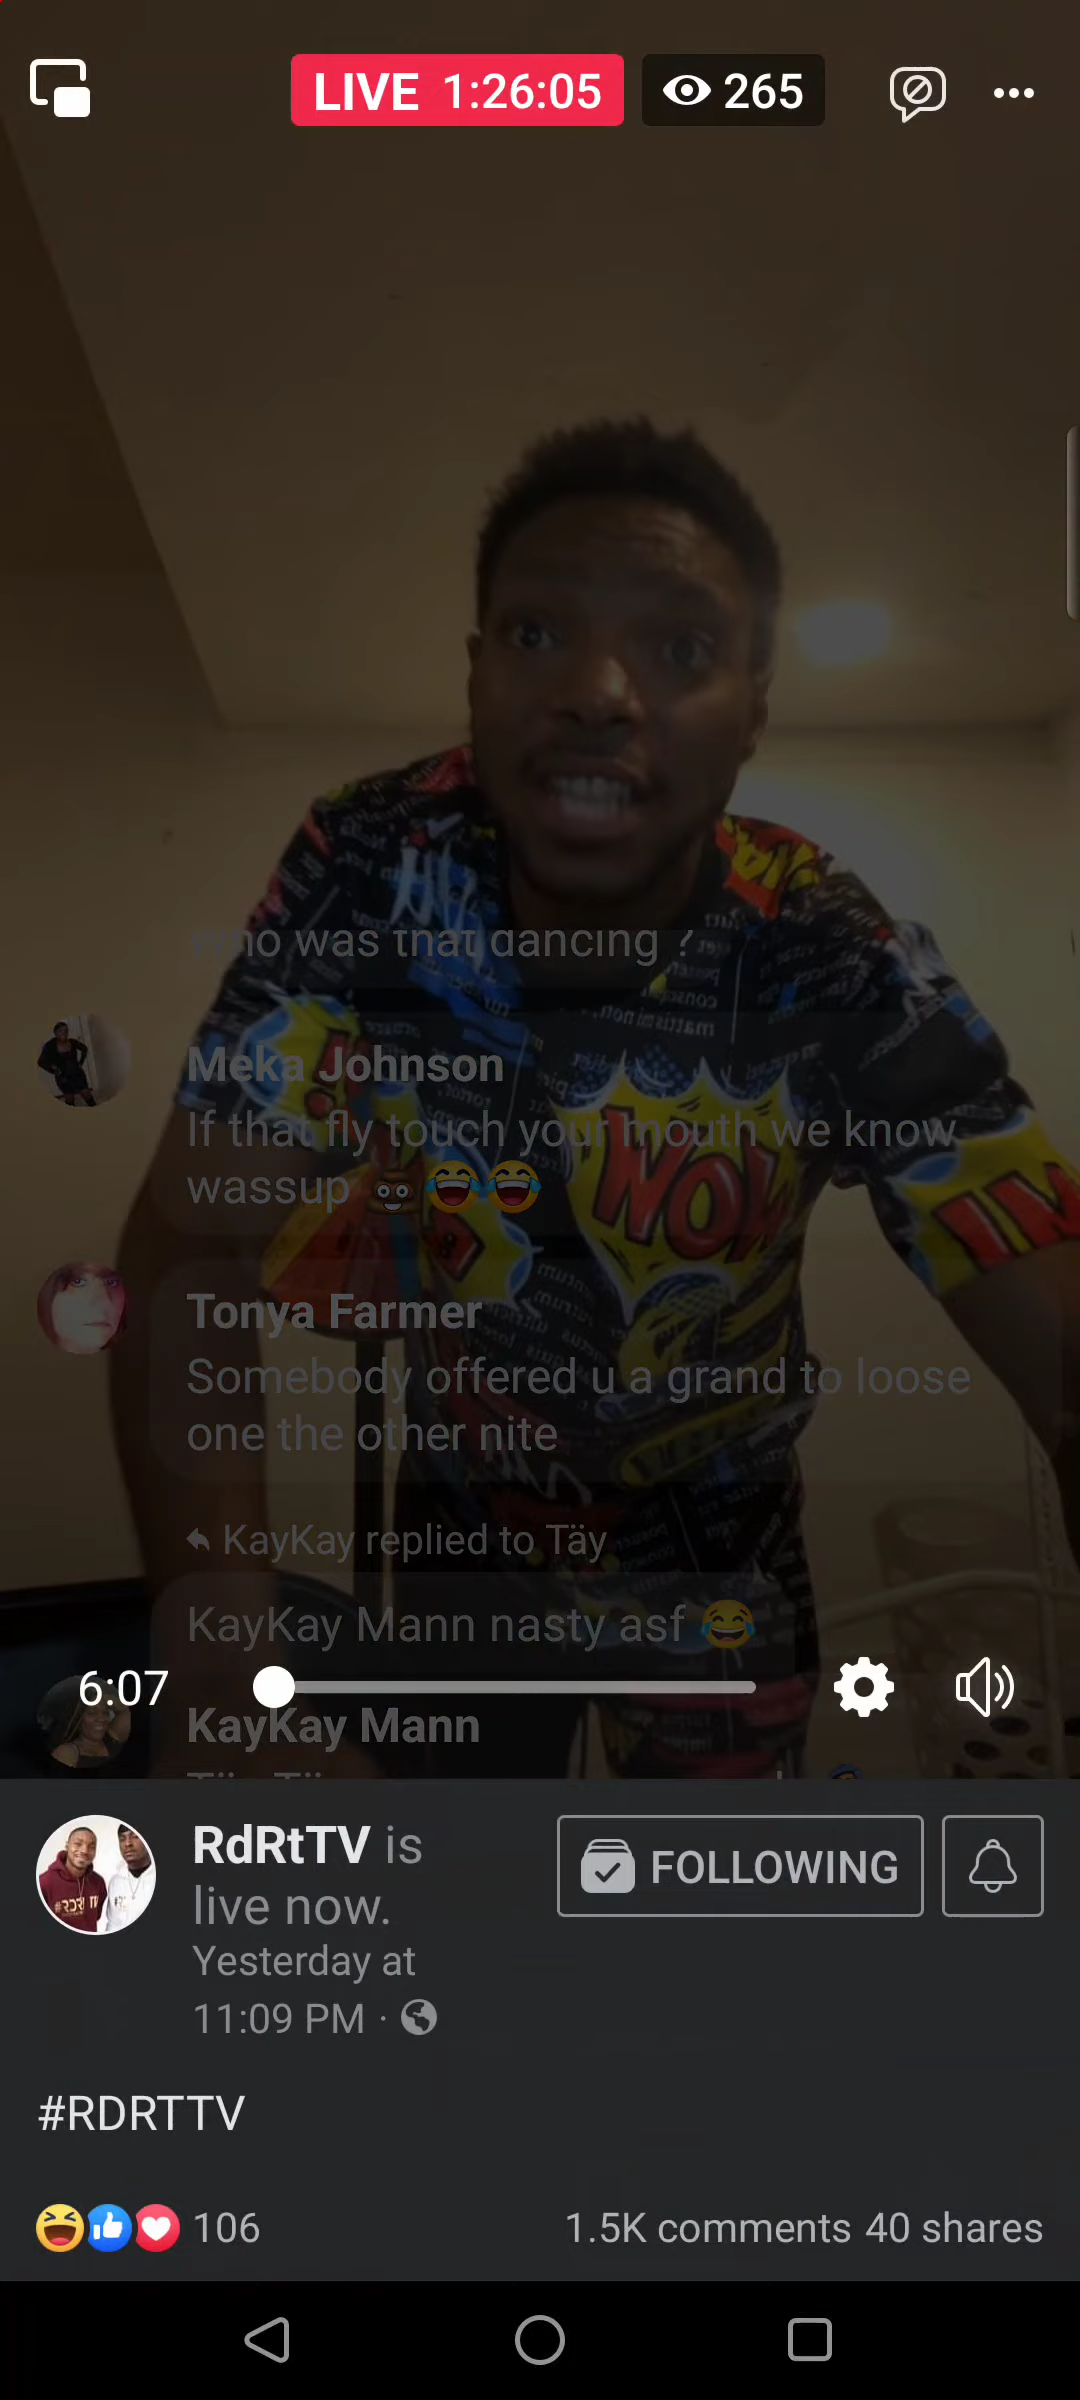 LIVE 1:26:05 265
who was that dancing ?
Meka Johnson
If that fly touch your mouth we know
wassup 💩😂😂
Tonya Farmer
Somebody offered u a grand to loose
one the other nite
KayKay replied to Täy
KayKay Mann nasty asf 😂
6:07
KayKay Mann
WOW
RdRtTV is
live now.
FOLLOWING
Yesterday at
11:09 PM ·
#RDRTTV
106
1.5K comments 40 shares